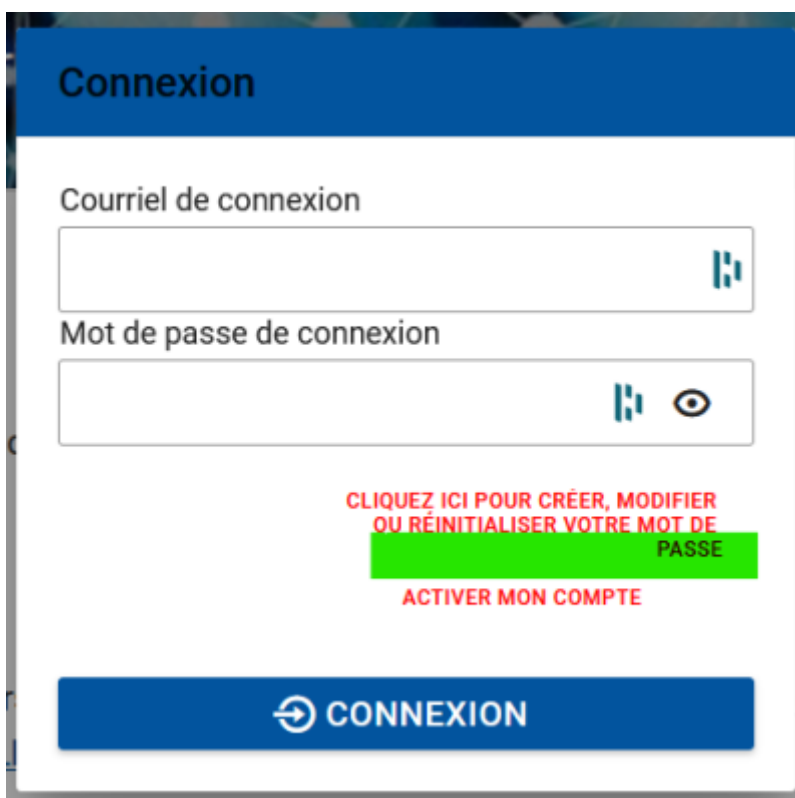 Connexion
Courriel de connexion
Mot de passe de connexion
CLIQUEZ ICI POUR CRÉER, MODIFIER
OU RÉINITIALISER VOTRE MOT DE
PASSE
ACTIVER MON COMPTE
CONNEXION